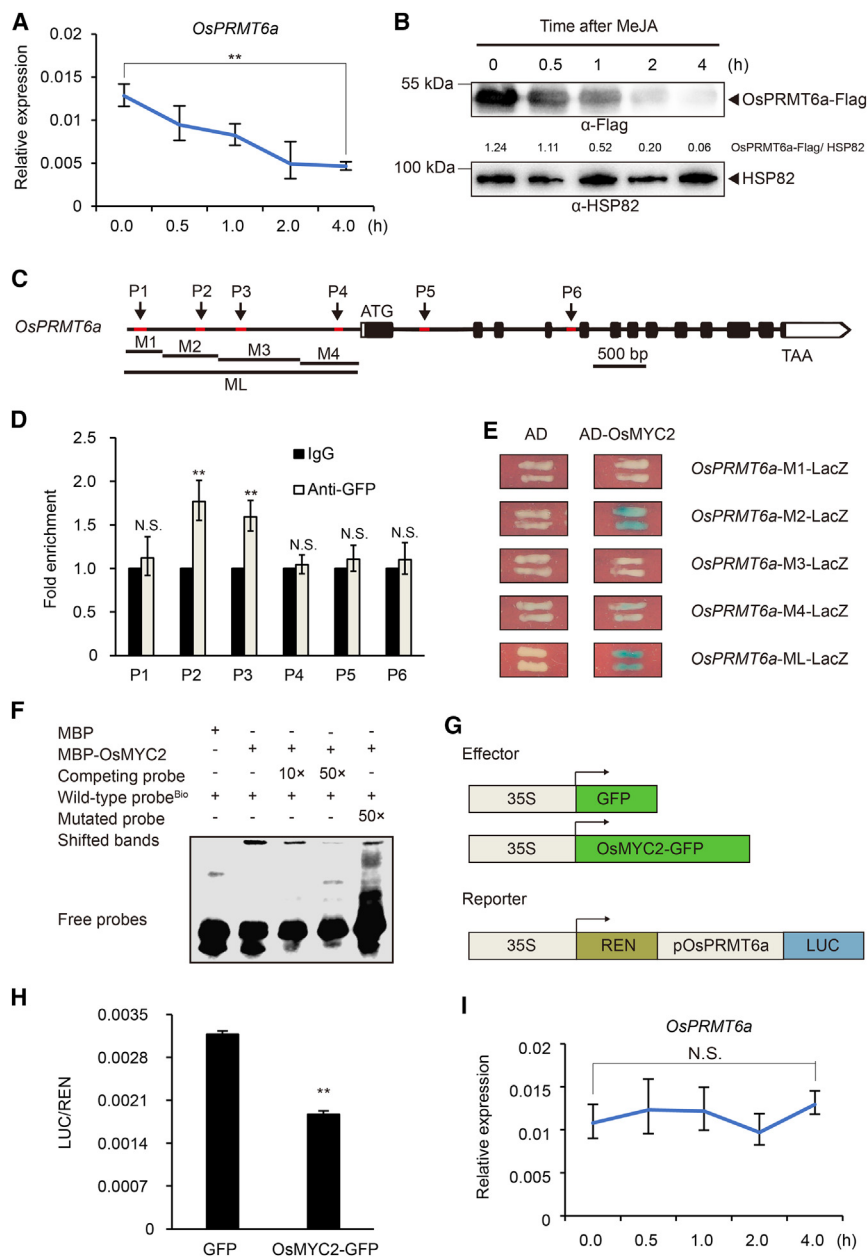 A
OsPRMT6a
**
Relative expression
0.02
0.015
0.01
0.005
0
0.0 0.5 1.0 2.0 4.0 (h)
B
Time after MeJA
0 0.5 1 2 4 (h)
55 kDa
OsPRMT6a-Flag
α-Flag
1.24 1.11 0.52 0.20 0.06 OsPRMT6a-Flag/ HSP82
100 kDa
HSP82
α-HSP82
C
P1 P2 P3 P4 P5 P6
ATG
OsPRMT6a
M1 M2 M3 M4
500 bp
TAA
ML
D
Fold enrichment
2.5
2.0
1.5
1.0
0.5
0
IgG
Anti-GFP
N.S. ** ** N.S. N.S. N.S.
P1 P2 P3 P4 P5 P6
E
AD AD-OsMYC2
OsPRMT6a-M1-LacZ
OsPRMT6a-M2-LacZ
OsPRMT6a-M3-LacZ
OsPRMT6a-M4-LacZ
OsPRMT6a-ML-LacZ
F
MBP + - - - -
MBP-OsMYC2 - + + + +
Competing probe - - 10× 50× -
Wild-type probeBio + + + + +
Mutated probe 50×
Shifted bands
Free probes
G
Effector
35S GFP
35S OsMYC2-GFP
Reporter
35S REN pOsPRMT6a LUC
H
LUC/REN
0.0035
0.0028
0.0021
0.0014
0.0007
0
**
GFP OsMYC2-GFP
I
OsPRMT6a
N.S.
Relative expression
0.02
0.015
0.01
0.005
0
0.0 0.5 1.0 2.0 4.0 (h)